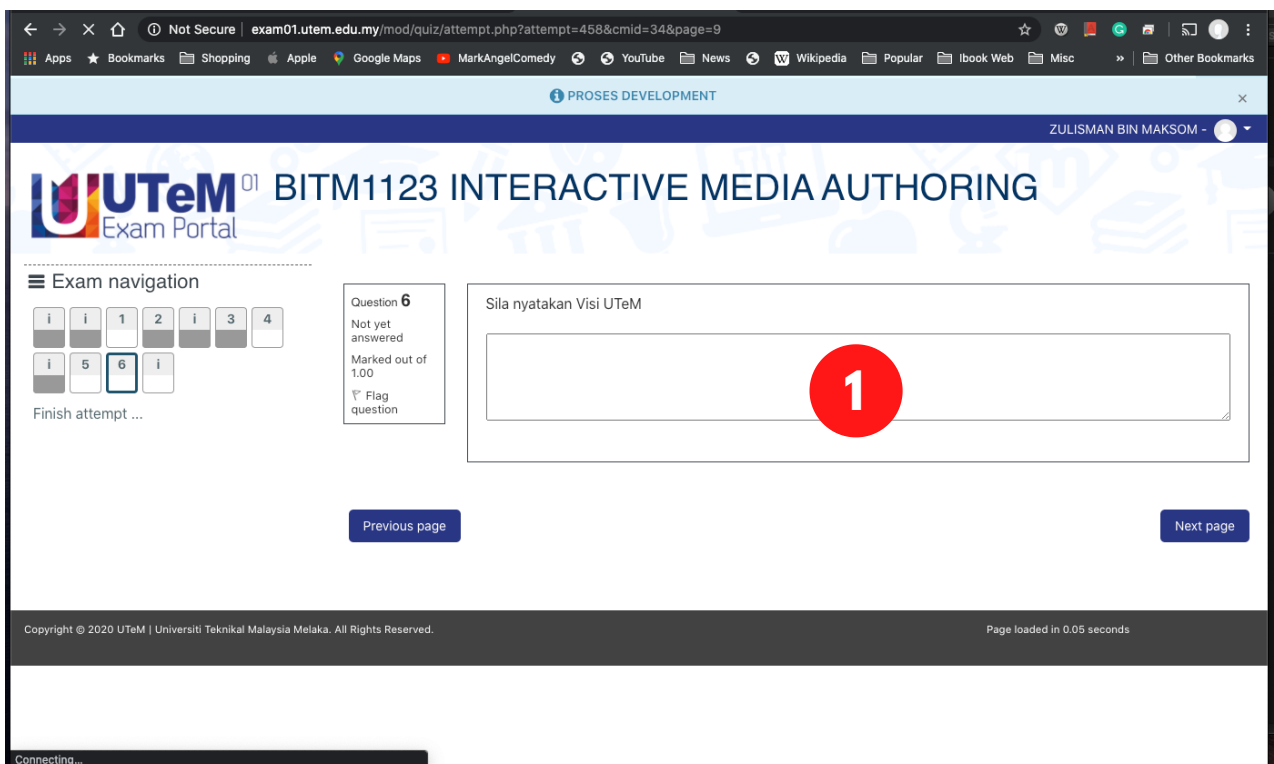 Not Secure | exam01.utem.edu.my/mod/quiz/attempt.php?attempt=458&cmid=34&page=9
Apps Bookmarks Shopping Apple Google Maps MarkAngelComedy YouTube News Wikipedia Popular Ibook Web Misc » Other Bookmarks
PROSES DEVELOPMENT ×
ZULISMAN BIN MAKSOM -
UTeM 01 BITM1123 INTERACTIVE MEDIA AUTHORING
Exam Portal
Exam navigation
i i 1 2 i 3 4
i 5 6 i
Finish attempt ...
Question 6
Not yet
answered
Marked out of
1.00
Flag
question
Sila nyatakan Visi UTeM
1
Previous page
Next page
Copyright © 2020 UTeM | Universiti Teknikal Malaysia Melaka. All Rights Reserved.
Page loaded in 0.05 seconds
Connecting...